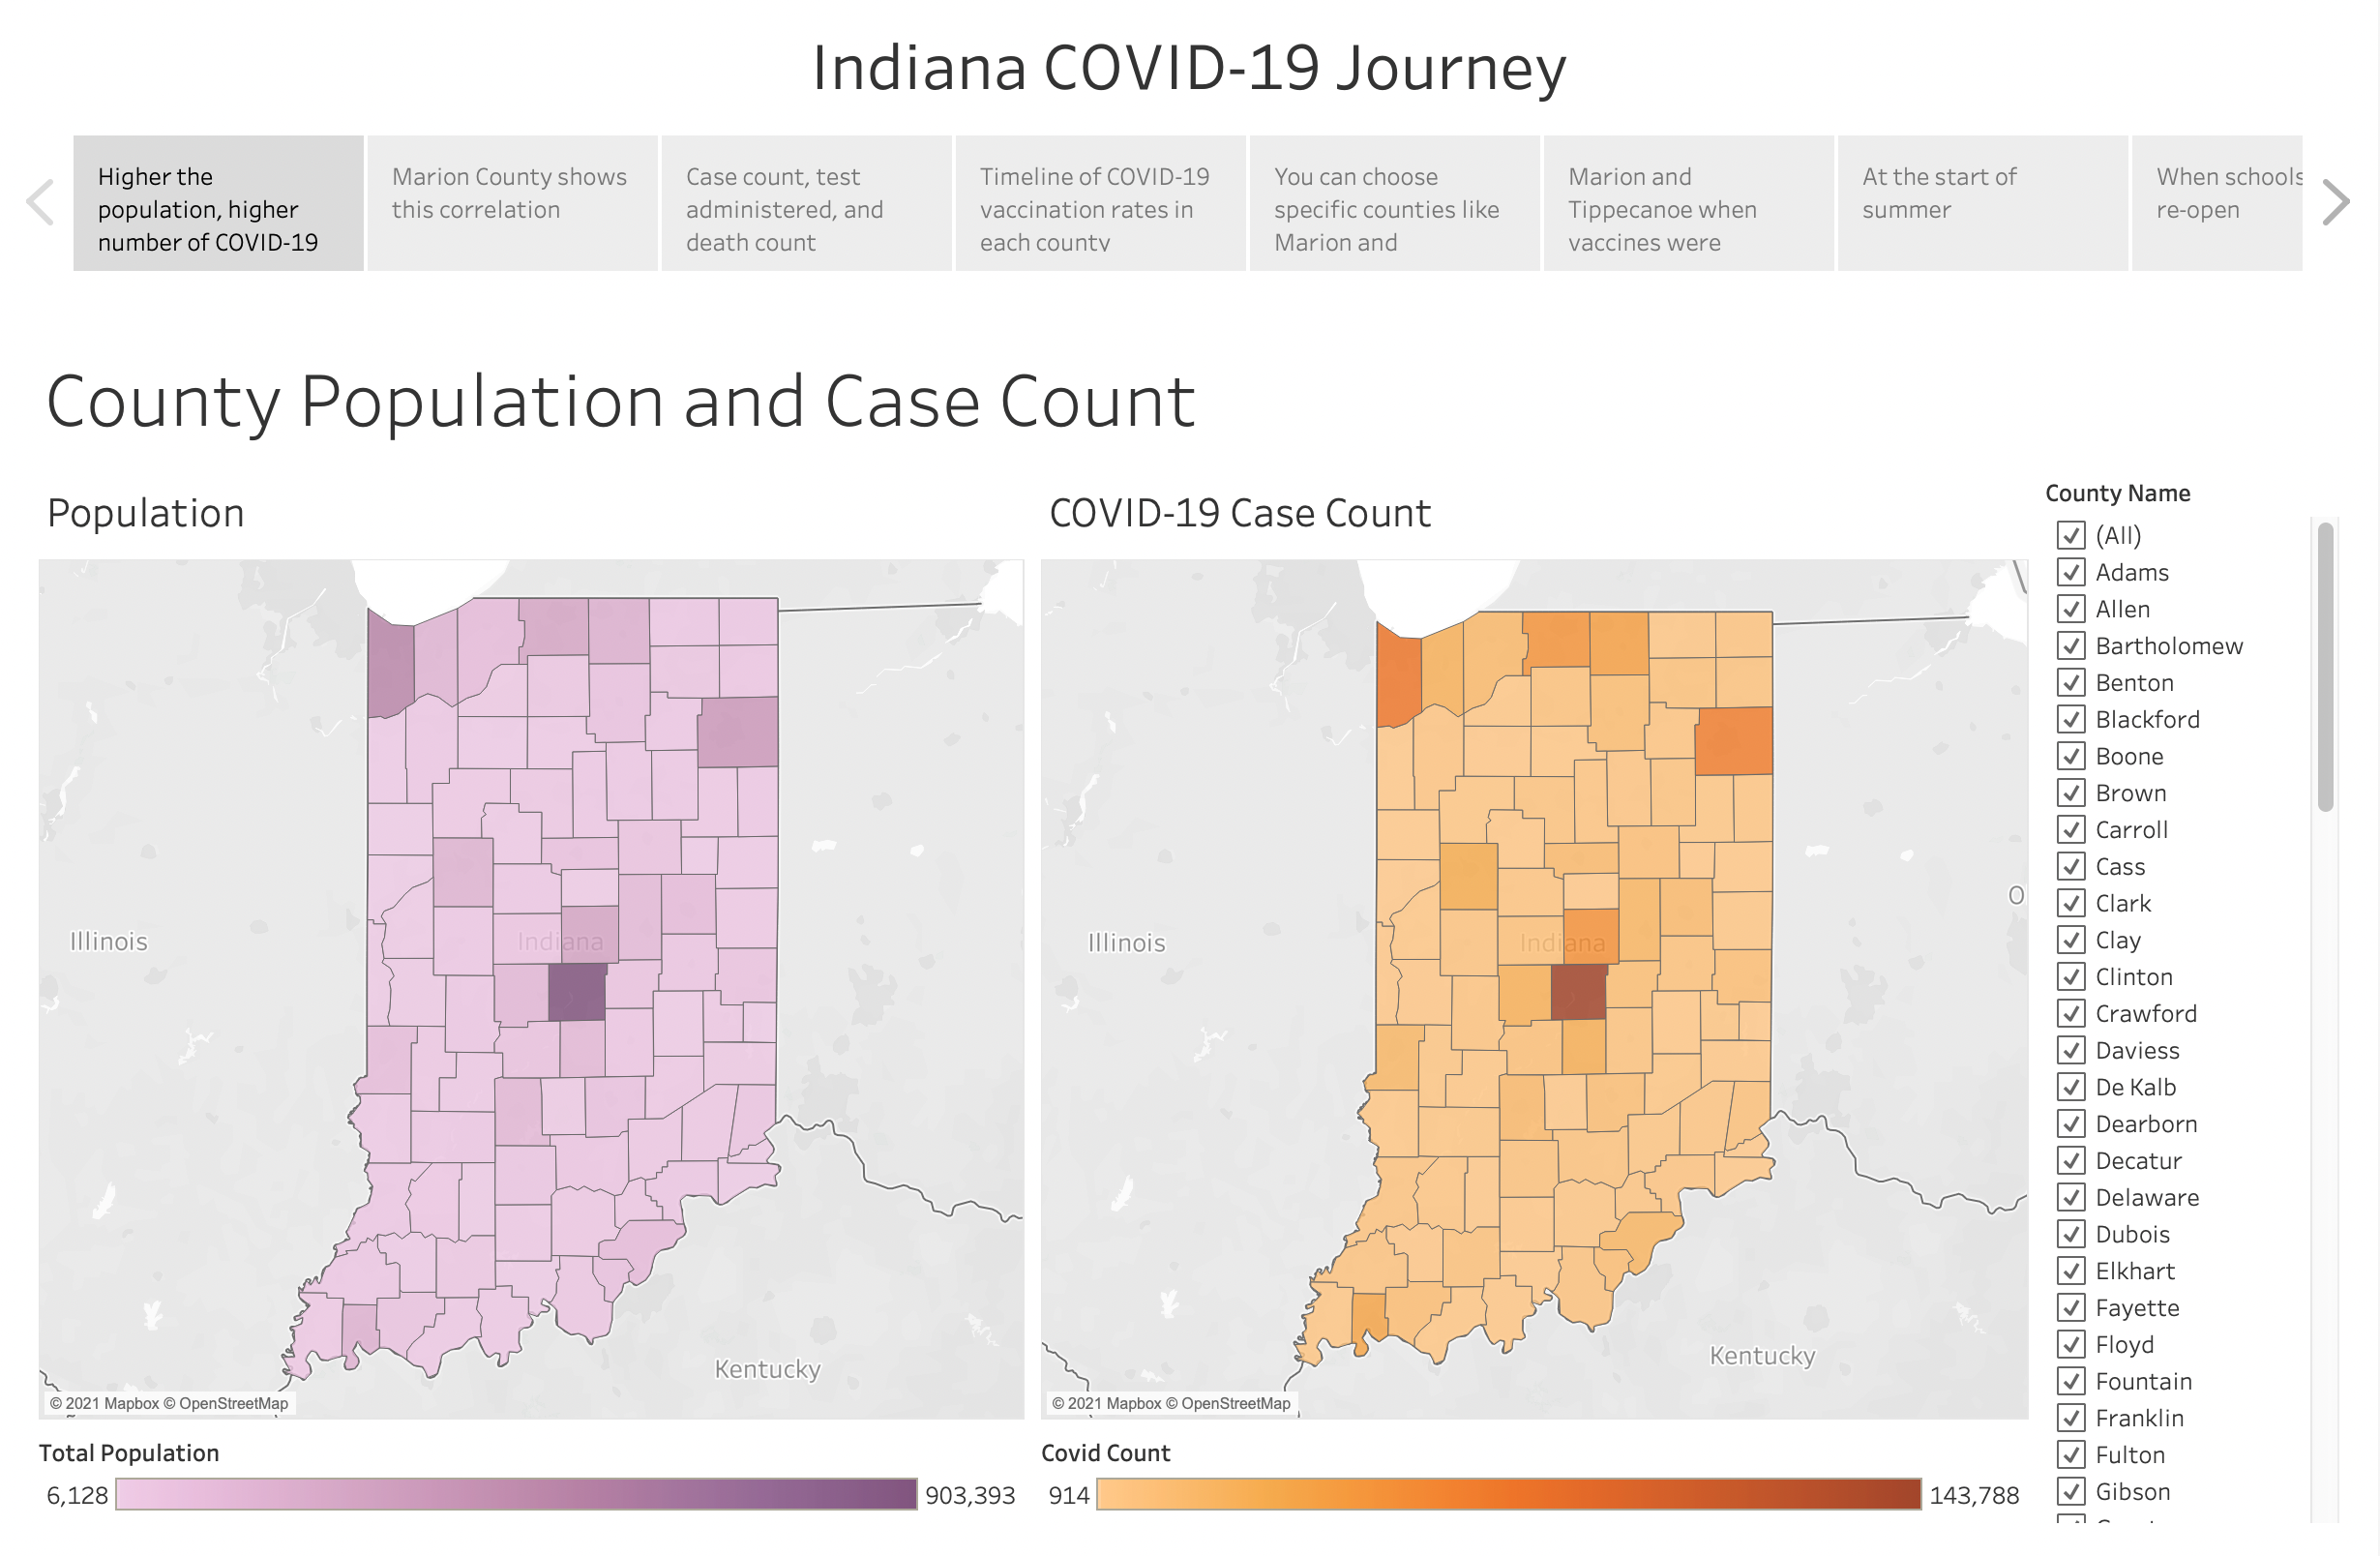 Indiana COVID-19 Journey
Higher the
population, higher
number of COVID-19
Marion County shows
this correlation
Case count, test
administered, and
death count
Timeline of COVID-19
vaccination rates in
each county
You can choose
specific counties like
Marion and
Marion and
Tippecanoe when
vaccines were
At the start of
summer
When schools
re-open
County Population and Case Count
Population
Illinois
Indiana
Kentucky
© 2021 Mapbox © OpenStreetMap
Total Population
6,128
903,393
COVID-19 Case Count
Illinois
Indiana
O
Kentucky
© 2021 Mapbox © OpenStreetMap
Covid Count
914
143,788
County Name
(All)
Adams
Allen
Bartholomew
Benton
Blackford
Boone
Brown
Carroll
Cass
Clark
Clay
Clinton
Crawford
Daviess
De Kalb
Dearborn
Decatur
Delaware
Dubois
Elkhart
Fayette
Floyd
Fountain
Franklin
Fulton
Gibson